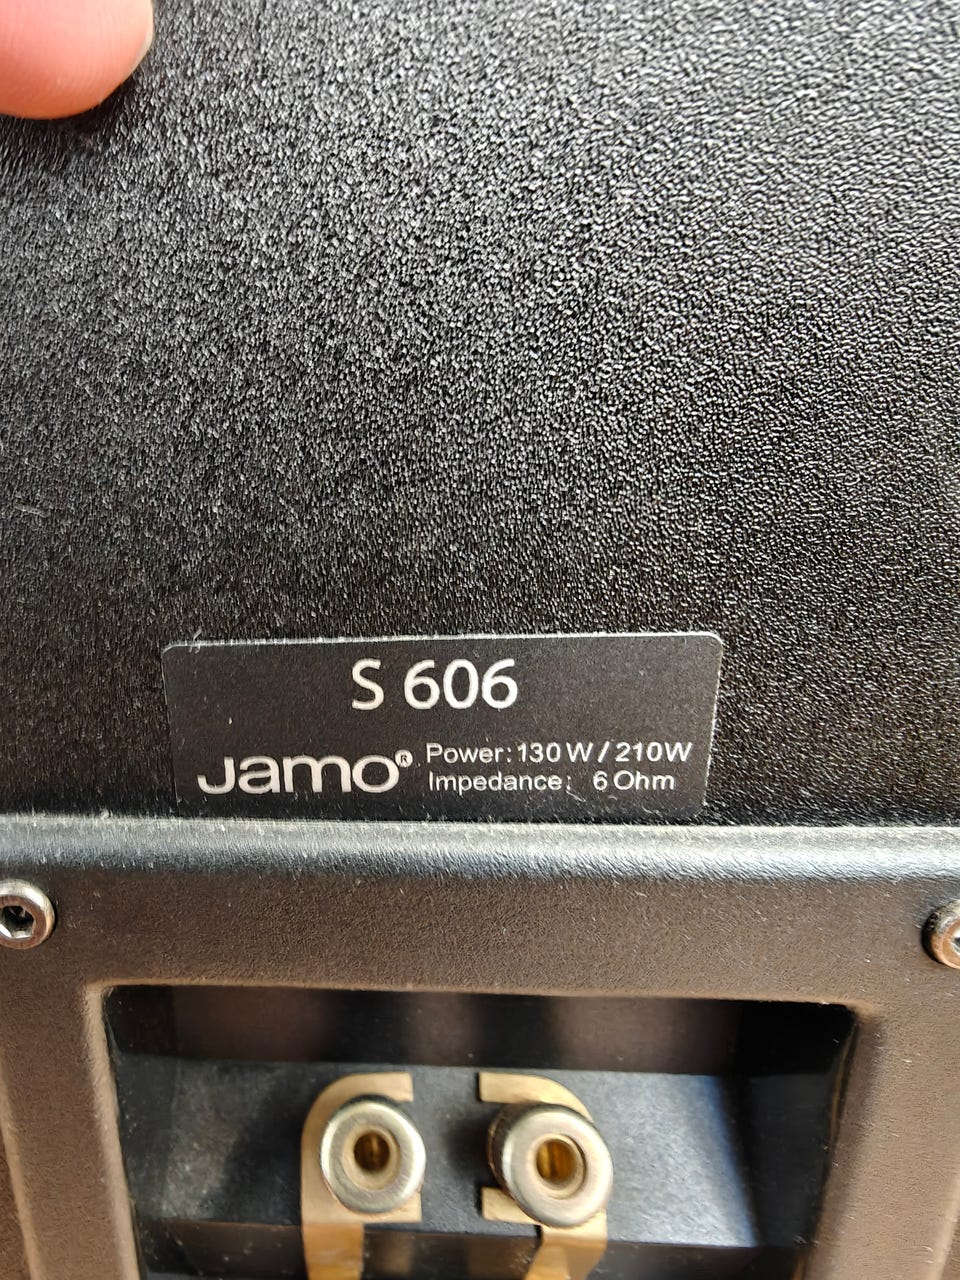 S 606
Jamo® Power: 130 W / 210W
Impedance: 6 Ohm